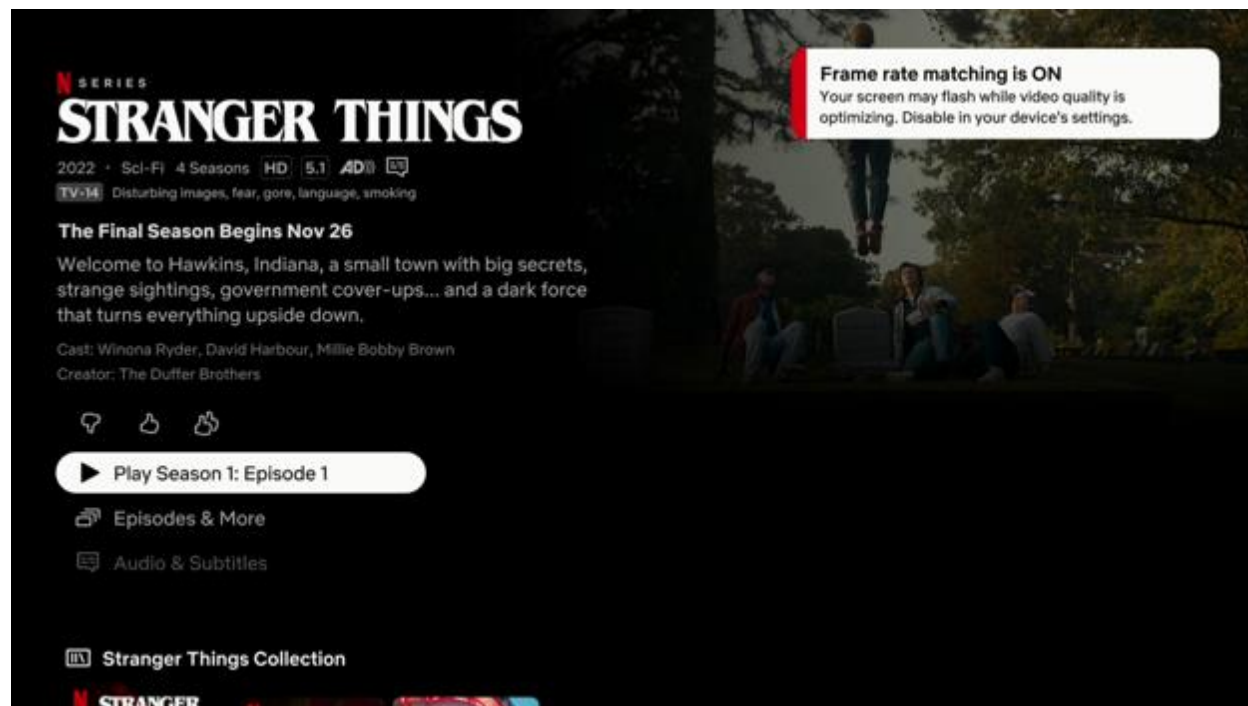 N SERIES
STRANGER THINGS
2022 · Sci-Fi 4 Seasons HD 5.1 AD
TV-14 Disturbing images, fear, gore, language, smoking
The Final Season Begins Nov 26
Welcome to Hawkins, Indiana, a small town with big secrets,
strange sightings, government cover-ups... and a dark force
that turns everything upside down.
Cast: Winona Ryder, David Harbour, Millie Bobby Brown
Creator: The Duffer Brothers
Play Season 1: Episode 1
Episodes & More
Audio & Subtitles
Frame rate matching is ON
Your screen may flash while video quality is
optimizing. Disable in your device's settings.
Stranger Things Collection
N STRANGER